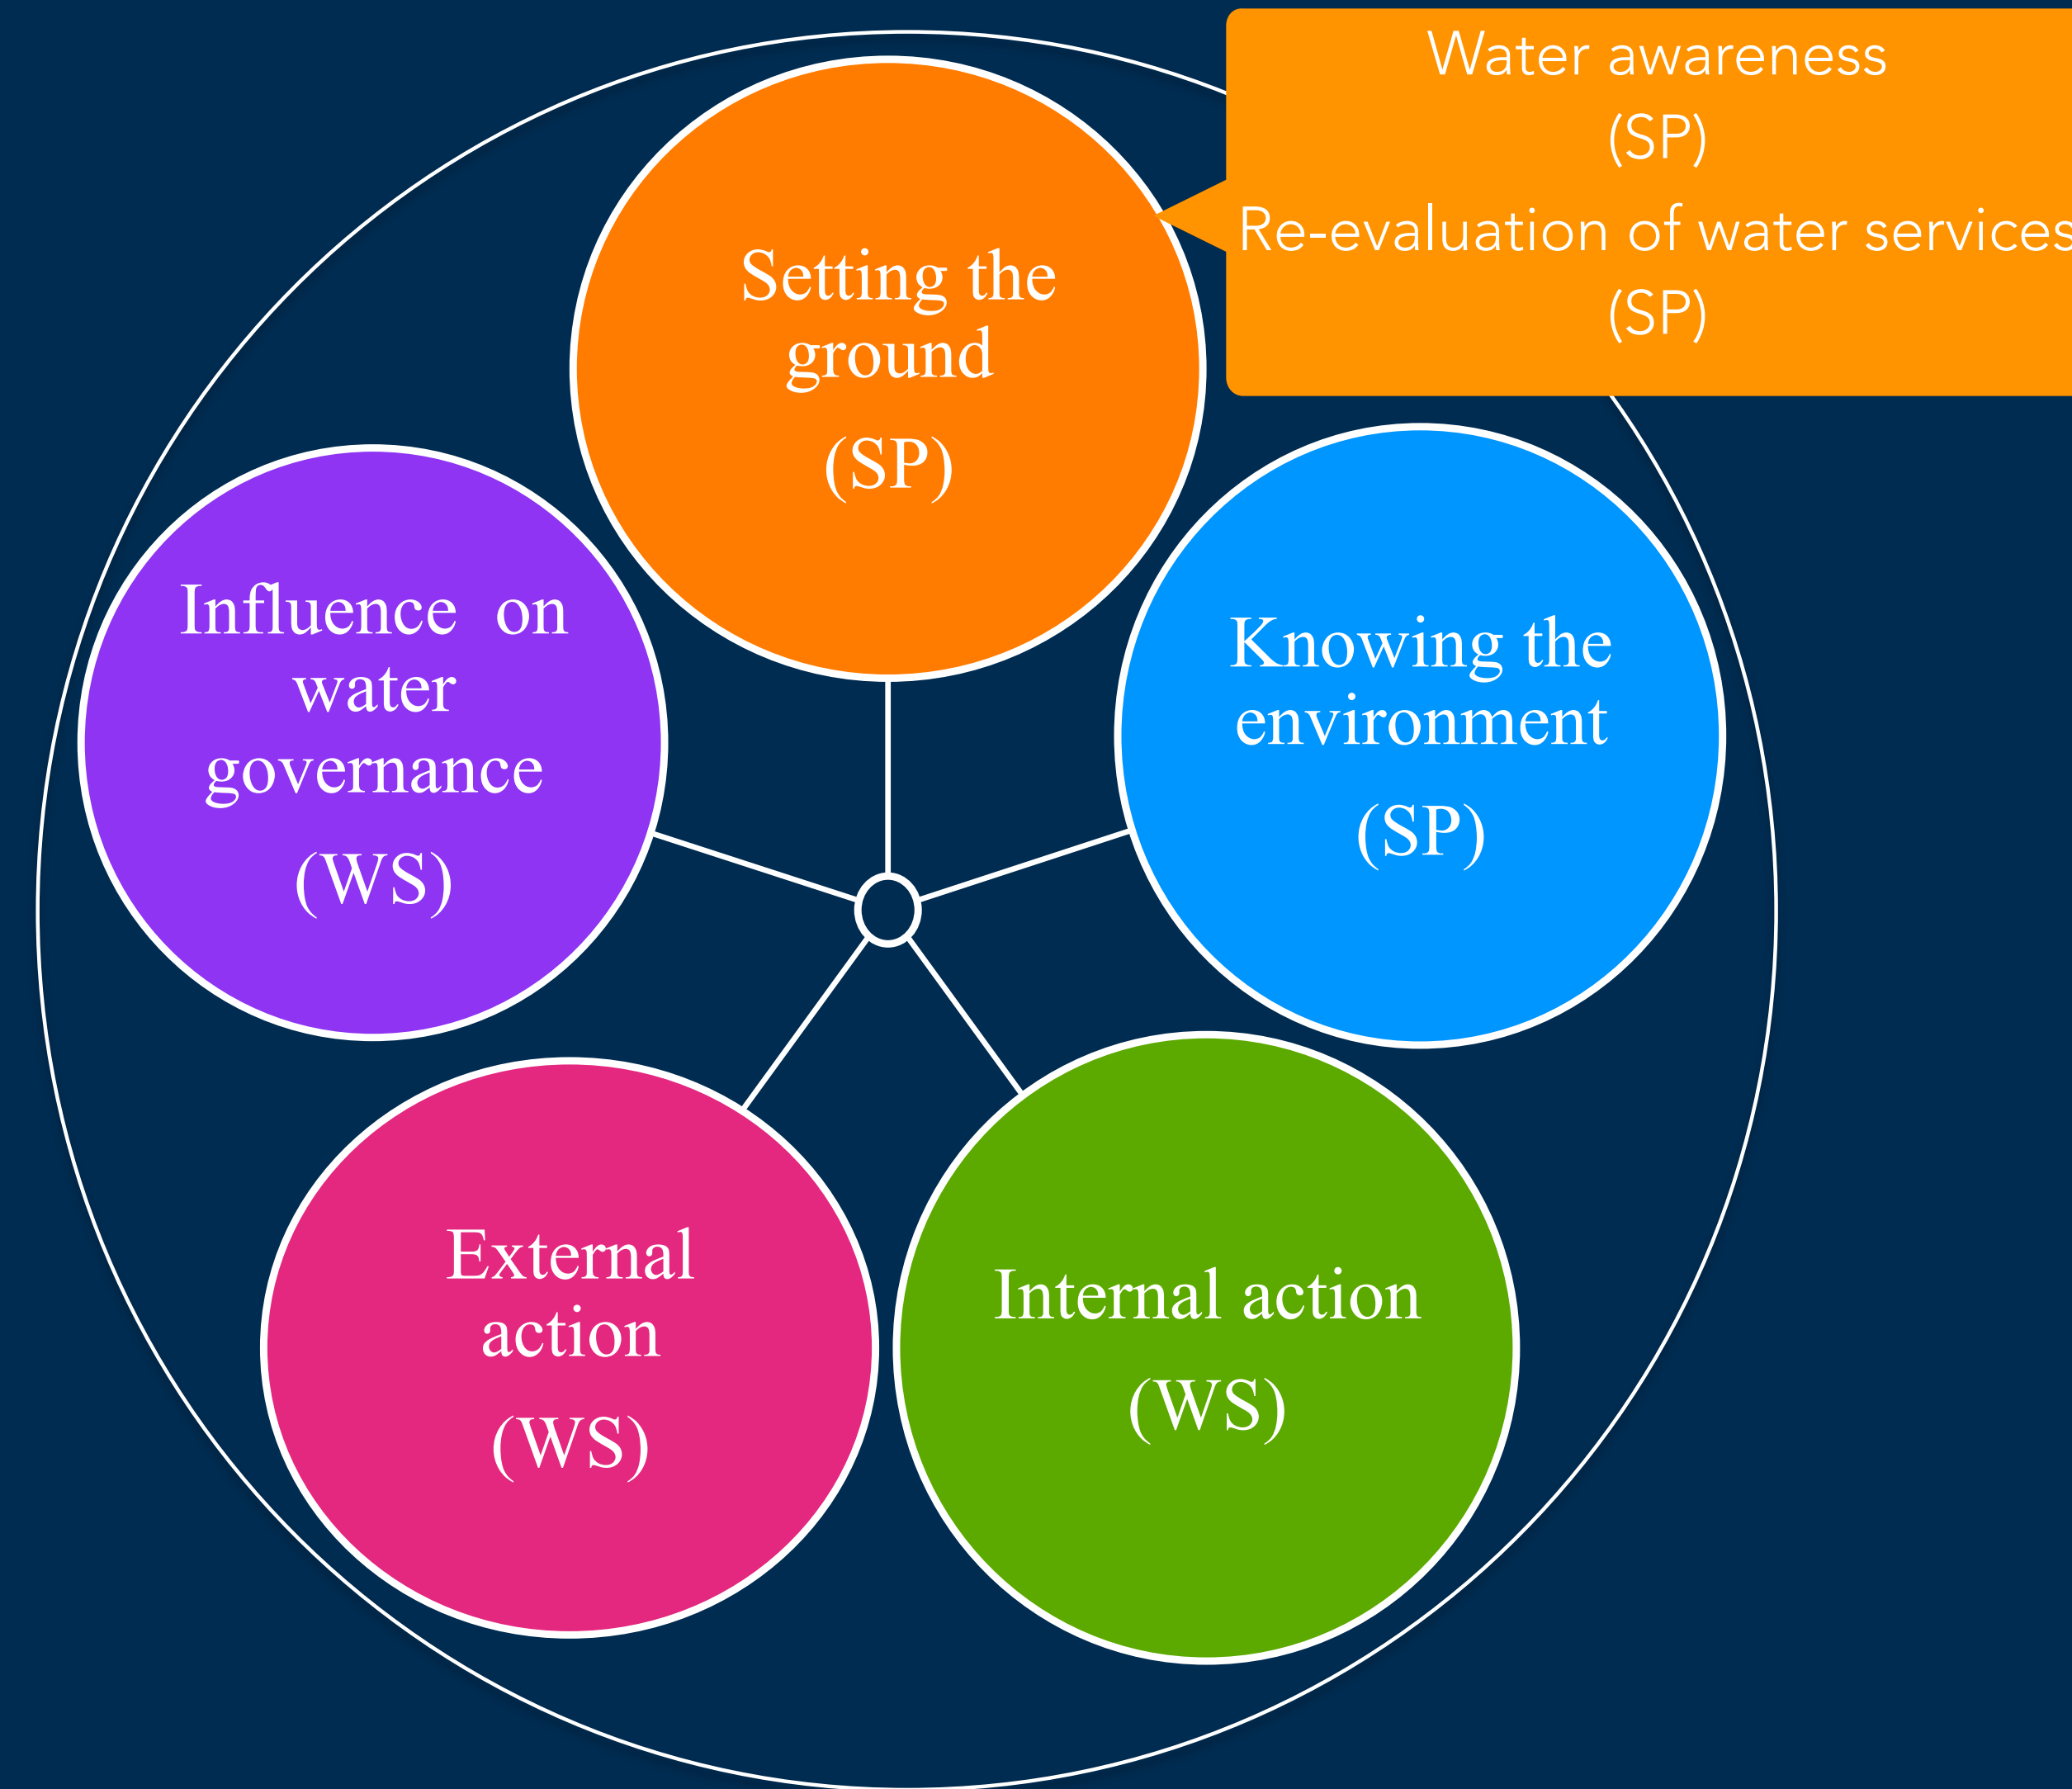 Water awareness
(SP)
Re-evaluation of water services
(SP)
Setting the
ground
(SP)
Influence on
water
governance
(WS)
Knowing the
environment
(SP)
External
action
(WS)
Internal action
(WS)